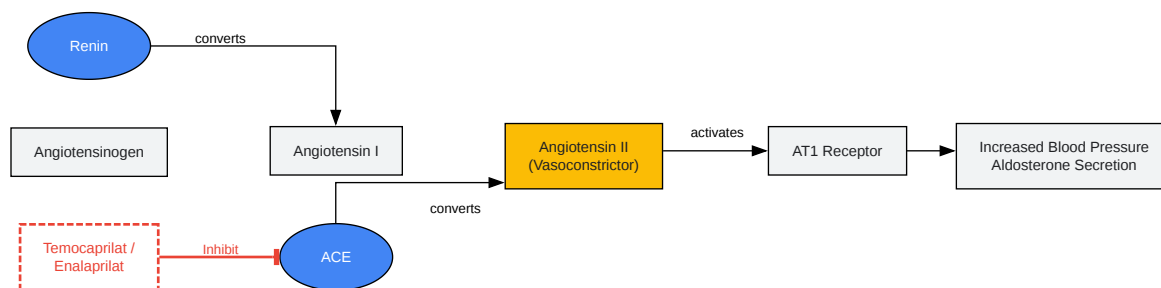 Renin
converts
Angiotensinogen
Angiotensin I
Angiotensin II
(Vasoconstrictor)
activates
AT1 Receptor
Increased Blood Pressure
Aldosterone Secretion
converts
Temocaprilat /
Enalaprilat
Inhibit
ACE